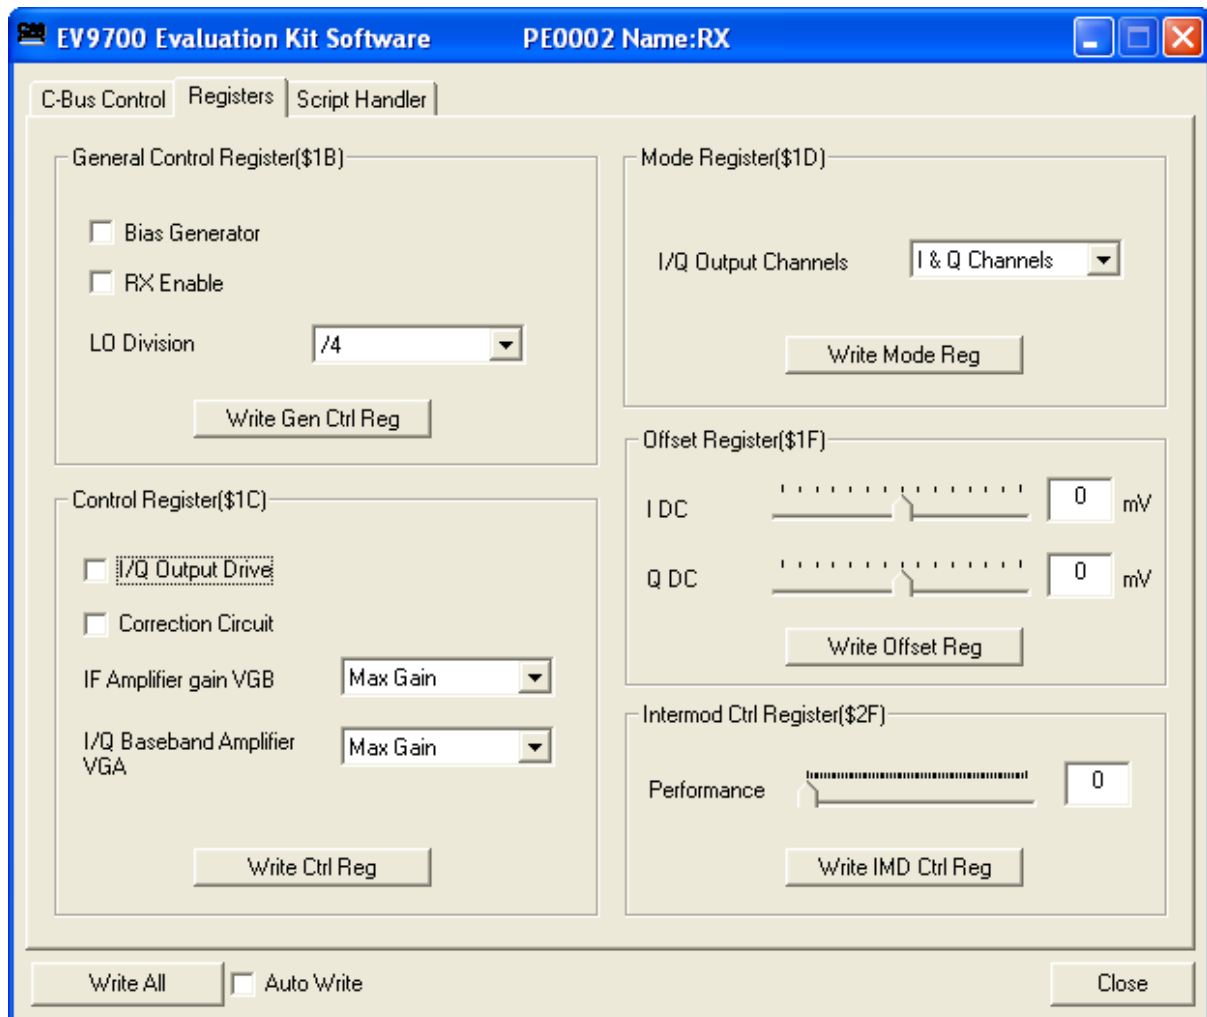 EV9700 Evaluation Kit Software PE0002 Name:RX
C-Bus Control Registers Script Handler
General Control Register($1B)
Bias Generator
RX Enable
LO Division /4
Write Gen Ctrl Reg
Control Register($1C)
I/Q Output Drive
Correction Circuit
IF Amplifier gain VGB Max Gain
I/Q Baseband Amplifier
VGA
Max Gain
Write Ctrl Reg
Mode Register($1D)
I/Q Output Channels I & Q Channels
Write Mode Reg
Offset Register($1F)
I DC 0 mV
Q DC 0 mV
Write Offset Reg
Intermod Ctrl Register($2F)
Performance 0
Write IMD Ctrl Reg
Write All Auto Write Close